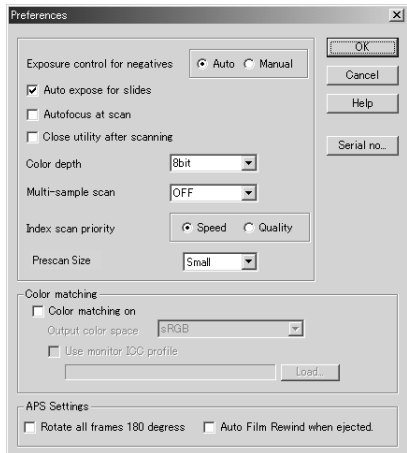 Preferences
Exposure control for negatives Auto Manual
OK
Auto expose for slides
Cancel
Autofocus at scan
Help
Close utility after scanning
Serial no...
Color depth 8bit
Multi-sample scan OFF
Index scan priority Speed Quality
Prescan Size Small
Color matching
Color matching on
Output color space sRGB
Use monitor ICC profile
Load...
APS Settings
Rotate all frames 180 degress Auto Film Rewind when ejected.